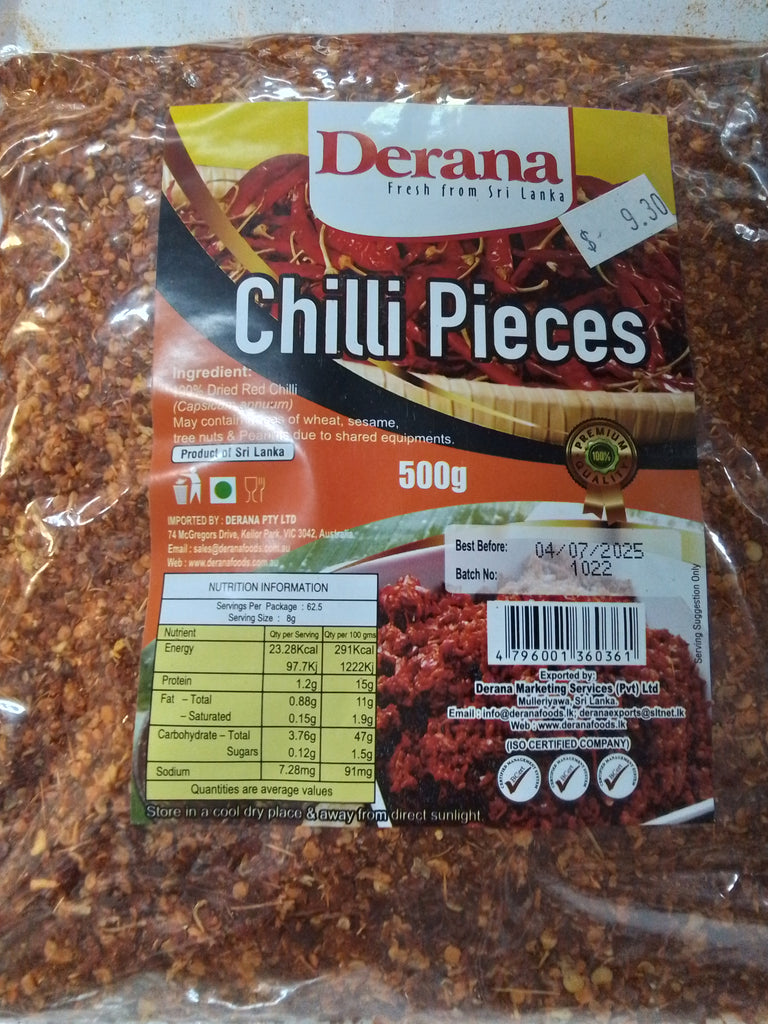 Derana
Fresh from Sri Lanka
$- 9.30
Chilli Pieces
Ingredient:
100% Dried Red Chilli
(Capsicum annuum)
May contain of wheat, sesame,
tree nuts & Peanuts due to shared equipments.
Product of Sri Lanka
500g
PREMIUM
100%
QUALITY
IMPORTED BY : DERANA PTY LTD
74 McGregors Drive, Keilor Park, VIC 3042, Australia.
Email : sales@deranafoods.com.au
Web : www.deranafoods.com.au
Best Before: 04/07/2025
Batch No: 1022
NUTRITION INFORMATION
Servings Per Package : 62.5
Serving Size : 8g
Nutrient Qty per Serving Qty per 100 gms
Energy 23.28Kcal 291Kcal
97.7Kj 1222Kj
Protein 1.2g 15g
Fat – Total 0.88g 11g
– Saturated 0.15g 1.9g
Carbohydrate – Total 3.76g 47g
Sugars 0.12g 1.5g
Sodium 7.28mg 91mg
Quantities are average values
Store in a cool dry place & away from direct sunlight.
Serving Suggestion Only
4 796001 360361
Exported by:
Derana Marketing Services (Pvt) Ltd
Mulleriyawa, Sri Lanka.
Email : info@deranafoods.lk; deranaexports@sltnet.lk
Web : www.deranafoods.lk
(ISO CERTIFIED COMPANY)